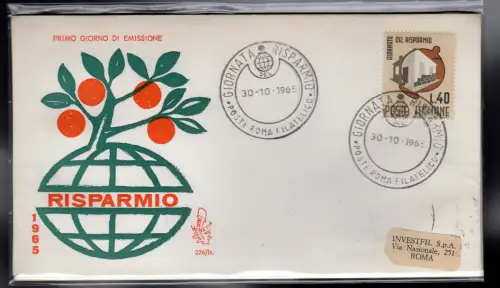 PRIMO GIORNO DI EMISSIONE
RISPARMIO
1965
226/It.
GIORNATA RISPARMIO
DEL
30-10-1965
POSTE ROMA FILATELICO
GIORNATA DEL RISPARMIO
L.40
POSTE ITALIANE
GIORNATA RISPARMIO
30-10-1965
POSTE ROMA FILATELICO
INVESTFIL S.p.A.
Via Nazionale, 251
ROMA